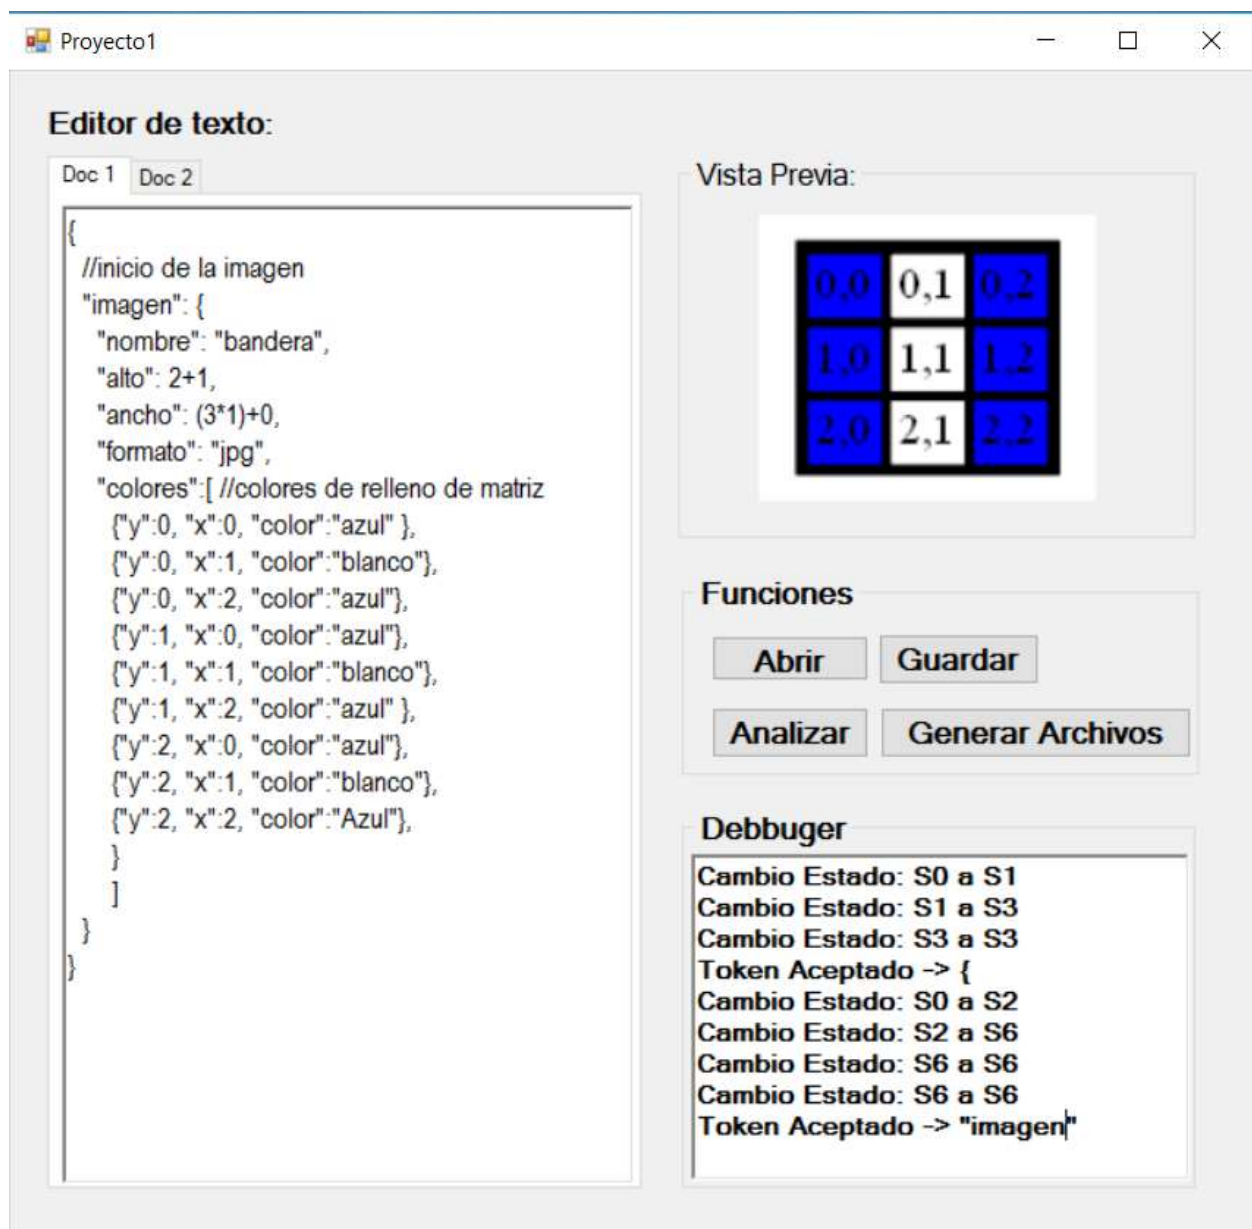 Proyecto1
Editor de texto:
Doc 1 Doc 2
{
//inicio de la imagen
"imagen": {
"nombre": "bandera",
"alto": 2+1,
"ancho": (3*1)+0,
"formato": "jpg",
"colores":[ //colores de relleno de matriz
{"y":0, "x":0, "color":"azul" },
{"y":0, "x":1, "color":"blanco"},
{"y":0, "x":2, "color":"azul"},
{"y":1, "x":0, "color":"azul"},
{"y":1, "x":1, "color":"blanco"},
{"y":1, "x":2, "color":"azul" },
{"y":2, "x":0, "color":"azul"},
{"y":2, "x":1, "color":"blanco"},
{"y":2, "x":2, "color":"Azul"},
}
]
}
}
Vista Previa:
0,0 0,1 0,2
1,0 1,1 1,2
2,0 2,1 2,2
Funciones
Abrir Guardar
Analizar Generar Archivos
Debbuger
Cambio Estado: S0 a S1
Cambio Estado: S1 a S3
Cambio Estado: S3 a S3
Token Aceptado -> {
Cambio Estado: S0 a S2
Cambio Estado: S2 a S6
Cambio Estado: S6 a S6
Cambio Estado: S6 a S6
Token Aceptado -> "imagen"